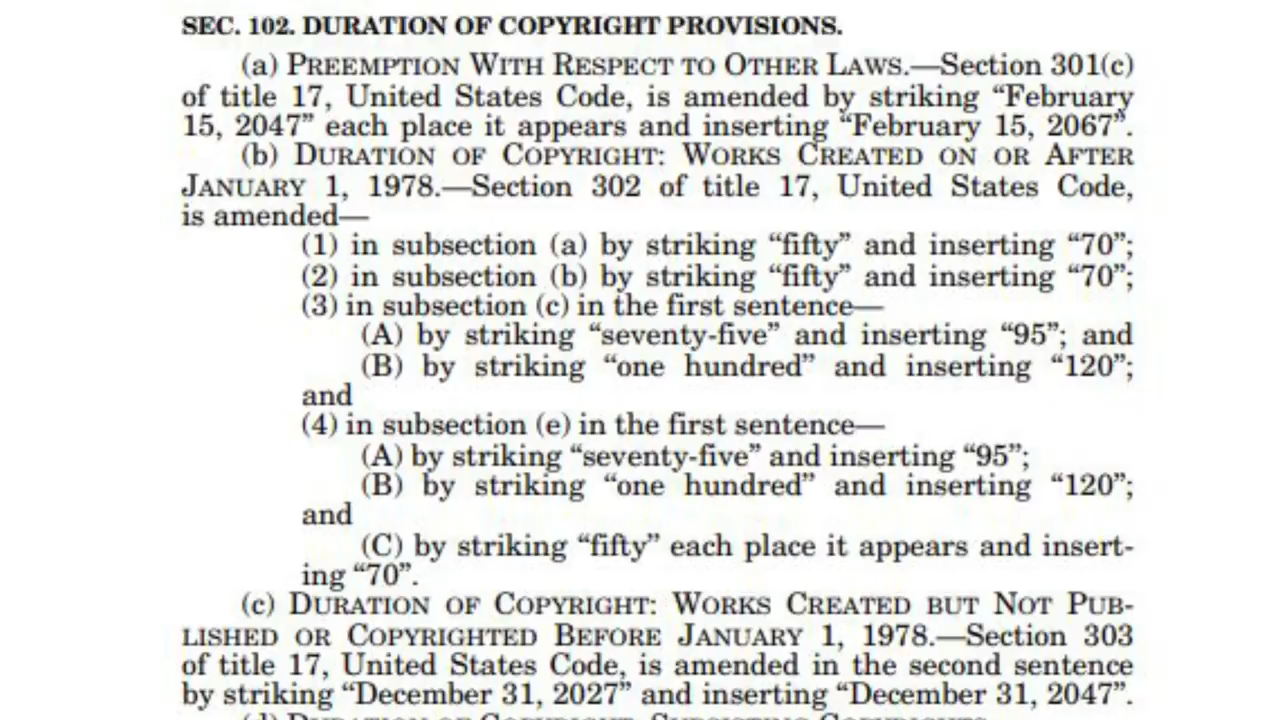 SEC. 102. DURATION OF COPYRIGHT PROVISIONS.
(a) PREEMPTION WITH RESPECT TO OTHER LAWS.—Section 301(c)
of title 17, United States Code, is amended by striking “February
15, 2047” each place it appears and inserting “February 15, 2067”.
(b) DURATION OF COPYRIGHT: WORKS CREATED ON OR AFTER
JANUARY 1, 1978.—Section 302 of title 17, United States Code,
is amended—
(1) in subsection (a) by striking “fifty” and inserting “70”;
(2) in subsection (b) by striking “fifty” and inserting “70”;
(3) in subsection (c) in the first sentence—
(A) by striking “seventy-five” and inserting “95”; and
(B) by striking “one hundred” and inserting “120”;
and
(4) in subsection (e) in the first sentence—
(A) by striking “seventy-five” and inserting “95”;
(B) by striking “one hundred” and inserting “120”;
and
(C) by striking “fifty” each place it appears and insert-
ing “70”.
(c) DURATION OF COPYRIGHT: WORKS CREATED BUT NOT PUB-
LISHED OR COPYRIGHTED BEFORE JANUARY 1, 1978.—Section 303
of title 17, United States Code, is amended in the second sentence
by striking “December 31, 2027” and inserting “December 31, 2047”.
(d) DURATION OF COPYRIGHT: SUBSISTING COPYRIGHTS.